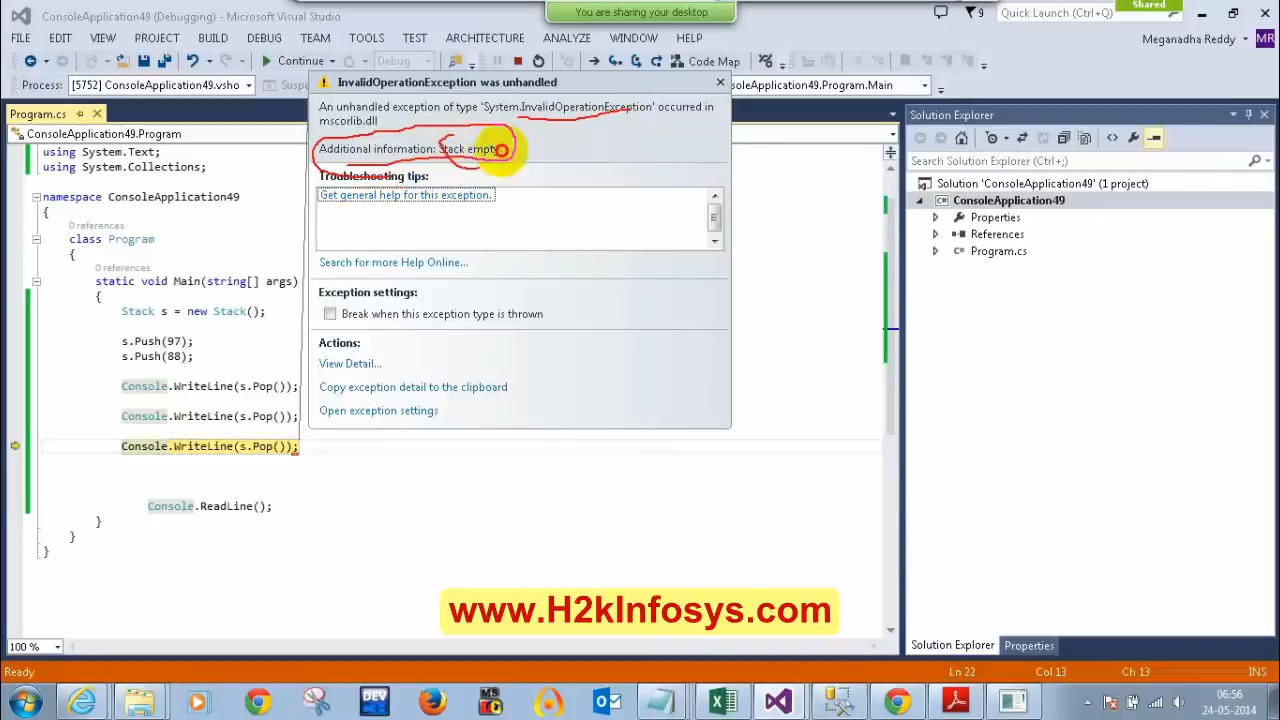 ConsoleApplication49 (Debugging) - Microsoft Visual Studio
You are sharing your desktop
Shared
9
Quick Launch (Ctrl+Q)
FILE EDIT VIEW PROJECT BUILD DEBUG TEAM TOOLS TEST ARCHITECTURE ANALYZE WINDOW HELP
Meganadha Reddy
MR
Continue
Debug
Code Map
Process:
[5752] ConsoleApplication49.vsho
nsoleApplication49.Program.Main
Program.cs
ConsoleApplication49.Program
using System.Text;
using System.Collections;
namespace ConsoleApplication49
{
0 references
class Program
{
0 references
static void Main(string[] args)
{
Stack s = new Stack();
s.Push(97);
s.Push(88);
Console.WriteLine(s.Pop());
Console.WriteLine(s.Pop());
Console.WriteLine(s.Pop());
Console.ReadLine();
}
}
}
InvalidOperationException was unhandled
An unhandled exception of type 'System.InvalidOperationException' occurred in
mscorlib.dll
Additional information: Stack empty
Troubleshooting tips:
Get general help for this exception.
Search for more Help Online...
Exception settings:
Break when this exception type is thrown
Actions:
View Detail...
Copy exception detail to the clipboard
Open exception settings
Solution Explorer
Search Solution Explorer (Ctrl+;)
Solution 'ConsoleApplication49' (1 project)
C# ConsoleApplication49
Properties
References
C# Program.cs
www.H2kInfosys.com
100 %
Solution Explorer Properties
Ready
Ln 22
Col 13
Ch 13
INS
DEV
MS
06:56
24-05-2014